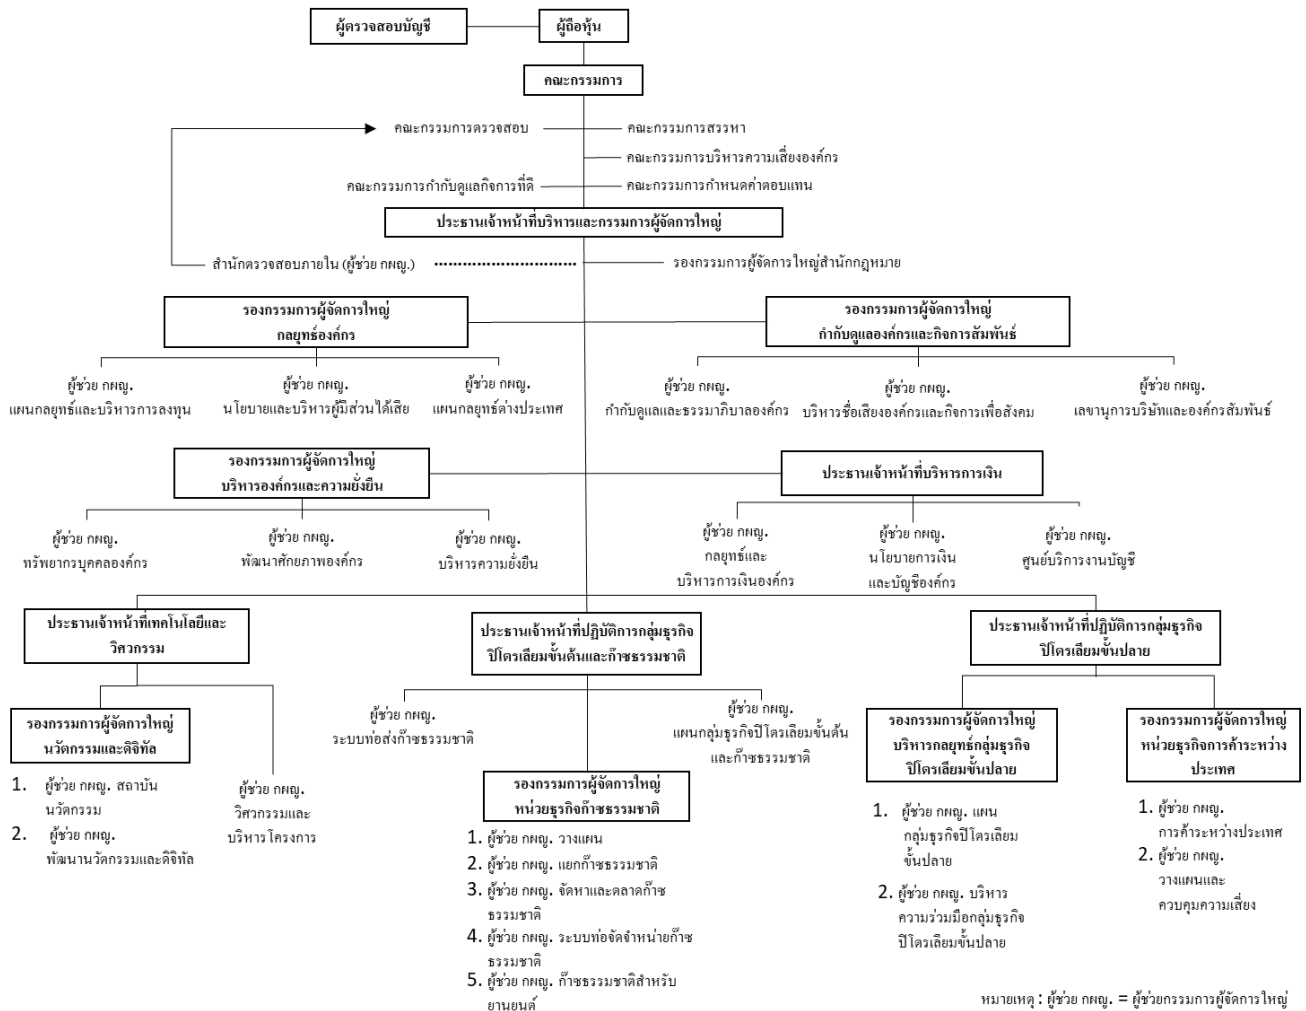 ผู้ตรวจสอบบัญชี
ผู้ถือหุ้น
คณะกรรมการ
คณะกรรมการตรวจสอบ
คณะกรรมการสรรหา
คณะกรรมการบริหารความเสี่ยงองค์กร
คณะกรรมการกำกับดูแลกิจการที่ดี
คณะกรรมการกำหนดค่าตอบแทน
ประธานเจ้าหน้าที่บริหารและกรรมการผู้จัดการใหญ่
สำนักตรวจสอบภายใน (ผู้ช่วย กผญ.)
รองกรรมการผู้จัดการใหญ่สำนักกฎหมาย
รองกรรมการผู้จัดการใหญ่
กลยุทธ์องค์กร
รองกรรมการผู้จัดการใหญ่
กำกับดูแลองค์กรและกิจการสัมพันธ์
ผู้ช่วย กผญ.
แผนกลยุทธ์และบริหารการลงทุน
ผู้ช่วย กผญ.
นโยบายและบริหารผู้มีส่วนได้เสีย
ผู้ช่วย กผญ.
แผนกลยุทธ์ต่างประเทศ
ผู้ช่วย กผญ.
กำกับดูแลและธรรมาภิบาลองค์กร
ผู้ช่วย กผญ.
บริหารชื่อเสียงองค์กรและกิจการเพื่อสังคม
ผู้ช่วย กผญ.
เลขานุการบริษัทและองค์กรสัมพันธ์
รองกรรมการผู้จัดการใหญ่
บริหารองค์กรและความยั่งยืน
ประธานเจ้าหน้าที่บริหารการเงิน
ผู้ช่วย กผญ.
ทรัพยากรบุคคลองค์กร
ผู้ช่วย กผญ.
พัฒนาศักยภาพองค์กร
ผู้ช่วย กผญ.
บริหารความยั่งยืน
ผู้ช่วย กผญ.
กลยุทธ์และ
บริหารการเงินองค์กร
ผู้ช่วย กผญ.
นโยบายการเงิน
และบัญชีองค์กร
ผู้ช่วย กผญ.
ศูนย์บริการงานบัญชี
ประธานเจ้าหน้าที่เทคโนโลยีและ
วิศวกรรม
ประธานเจ้าหน้าที่ปฏิบัติการกลุ่มธุรกิจ
ปิโตรเลียมขั้นต้นและก๊าซธรรมชาติ
ประธานเจ้าหน้าที่ปฏิบัติการกลุ่มธุรกิจ
ปิโตรเลียมขั้นปลาย
รองกรรมการผู้จัดการใหญ่
นวัตกรรมและดิจิทัล
1. ผู้ช่วย กผญ. สถาบัน
นวัตกรรม
2. ผู้ช่วย กผญ.
พัฒนานวัตกรรมและดิจิทัล
ผู้ช่วย กผญ.
วิศวกรรมและ
บริหารโครงการ
ผู้ช่วย กผญ.
ระบบท่อส่งก๊าซธรรมชาติ
ผู้ช่วย กผญ.
แผนกลุ่มธุรกิจปิโตรเลียมขั้นต้น
และก๊าซธรรมชาติ
รองกรรมการผู้จัดการใหญ่
หน่วยธุรกิจก๊าซธรรมชาติ
1. ผู้ช่วย กผญ. วางแผน
2. ผู้ช่วย กผญ. แยกก๊าซธรรมชาติ
3. ผู้ช่วย กผญ. จัดหาและตลาดก๊าซ
ธรรมชาติ
4. ผู้ช่วย กผญ. ระบบท่อจัดจำหน่ายก๊าซ
ธรรมชาติ
5. ผู้ช่วย กผญ. ก๊าซธรรมชาติสำหรับ
ยานยนต์
รองกรรมการผู้จัดการใหญ่
บริหารกลยุทธ์กลุ่มธุรกิจ
ปิโตรเลียมขั้นปลาย
1. ผู้ช่วย กผญ. แผน
กลุ่มธุรกิจปิโตรเลียม
ขั้นปลาย
2. ผู้ช่วย กผญ. บริหาร
ความร่วมมือกลุ่มธุรกิจ
ปิโตรเลียมขั้นปลาย
รองกรรมการผู้จัดการใหญ่
หน่วยธุรกิจการค้าระหว่าง
ประเทศ
1. ผู้ช่วย กผญ.
การค้าระหว่างประเทศ
2. ผู้ช่วย กผญ.
วางแผนและ
ควบคุมความเสี่ยง
หมายเหตุ : ผู้ช่วย กผญ. = ผู้ช่วยกรรมการผู้จัดการใหญ่